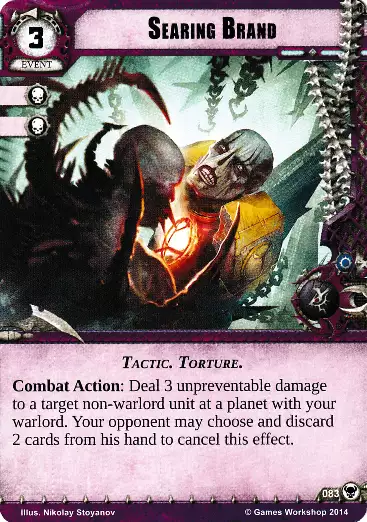 3
SEARING BRAND
EVENT
TACTIC. TORTURE.
Combat Action: Deal 3 unpreventable damage
to a target non-warlord unit at a planet with your
warlord. Your opponent may choose and discard
2 cards from his hand to cancel this effect.
083
Illus. Nikolay Stoyanov
© Games Workshop 2014